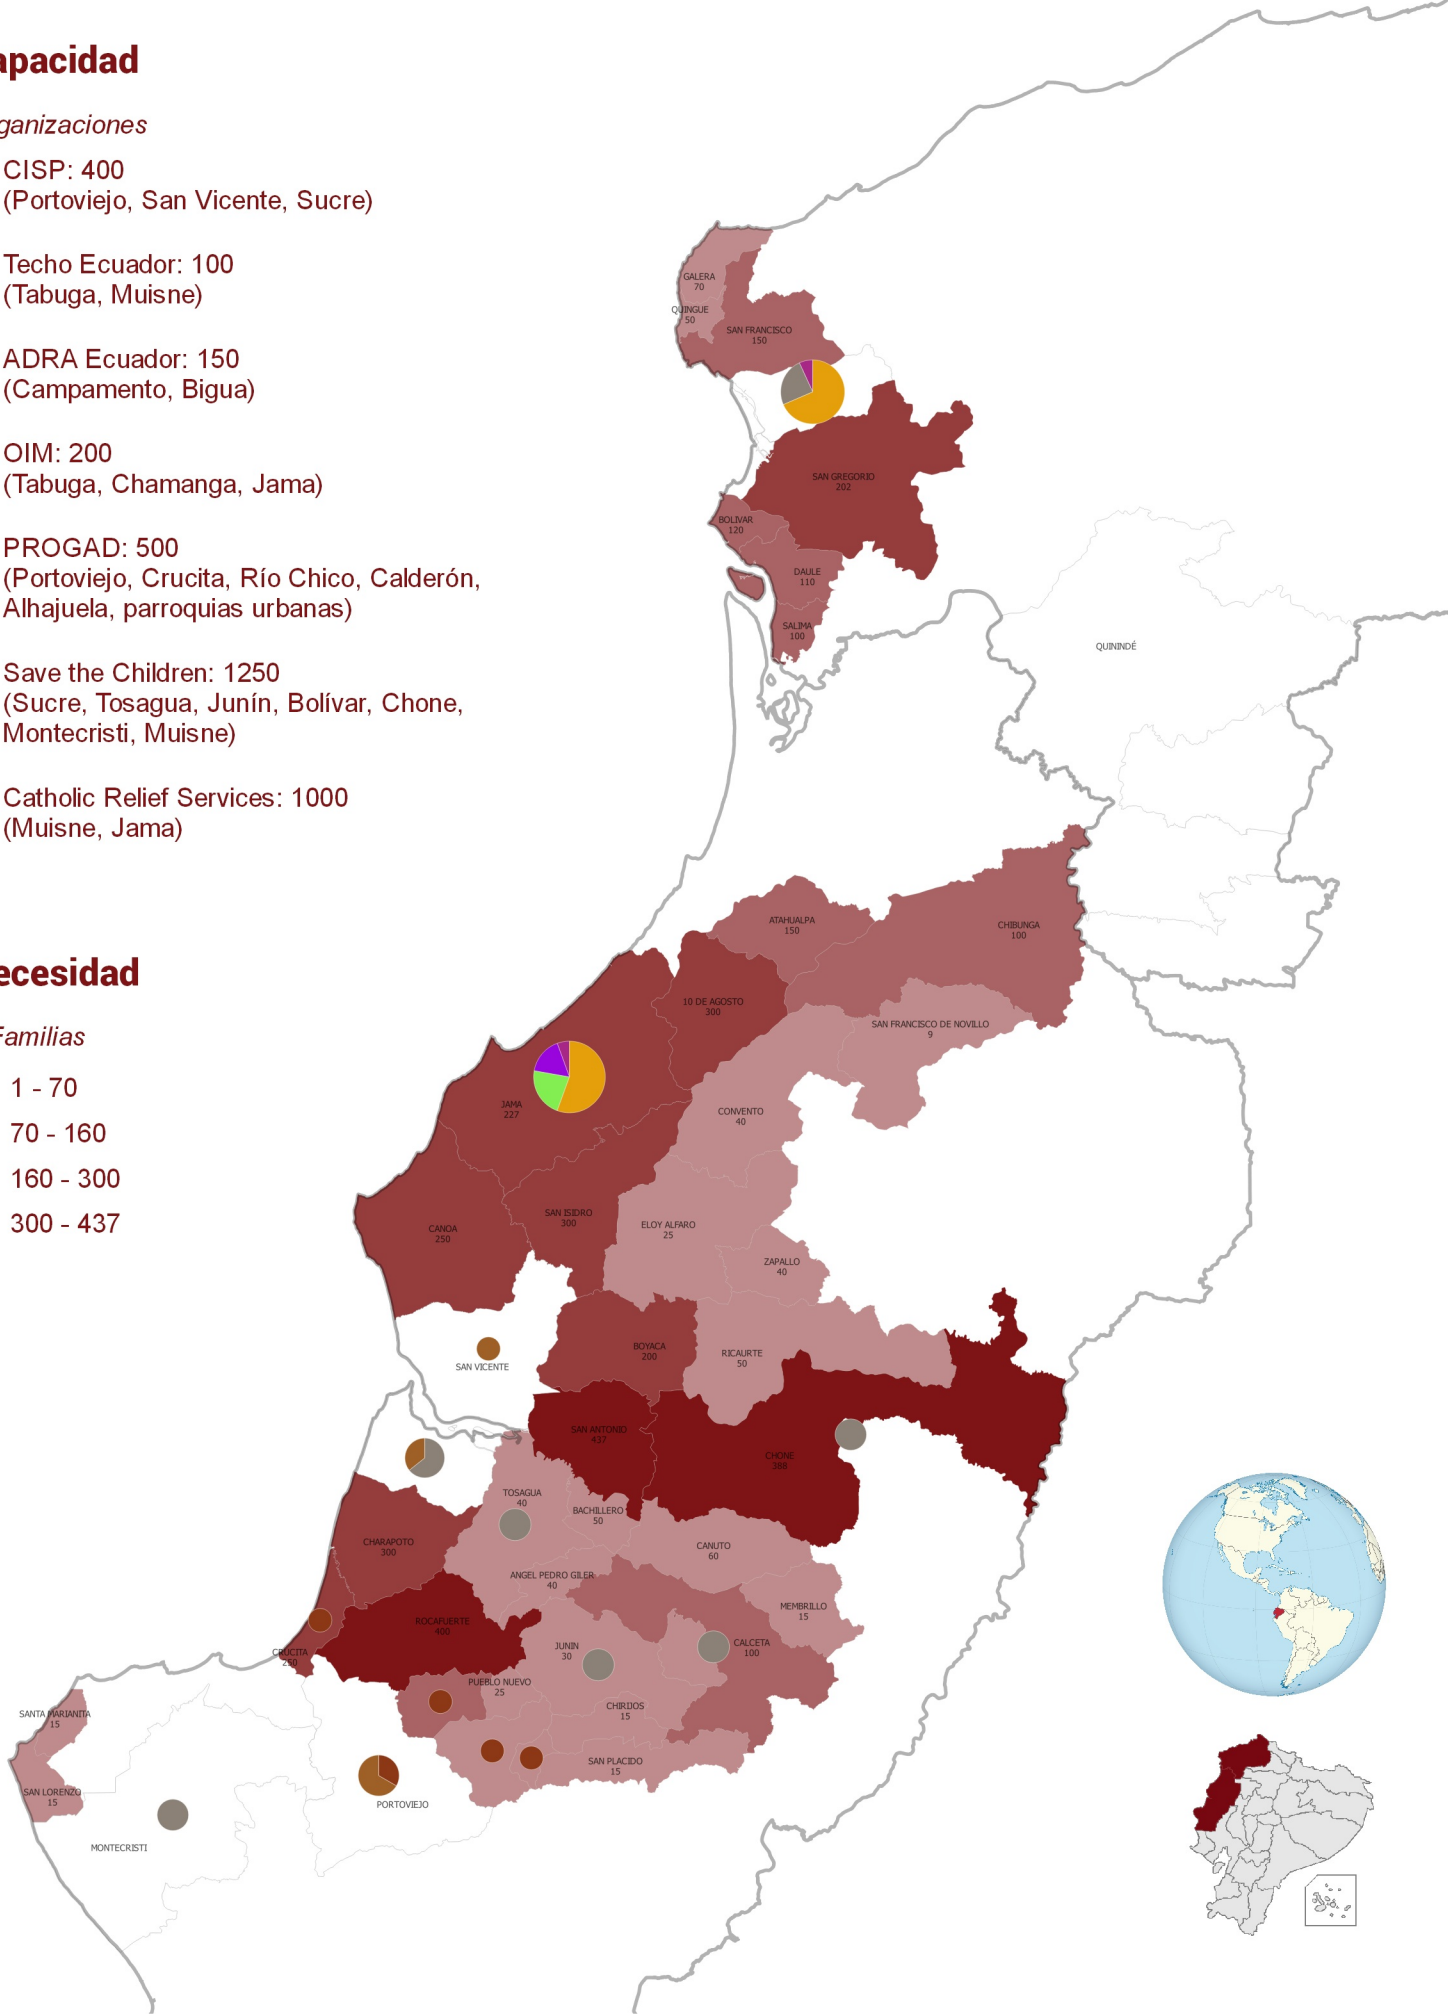 apacidad
ganizaciones
CISP: 400
(Portoviejo, San Vicente, Sucre)
Techo Ecuador: 100
(Tabuga, Muisne)
ADRA Ecuador: 150
(Campamento, Bigua)
OIM: 200
(Tabuga, Chamanga, Jama)
PROGAD: 500
(Portoviejo, Crucita, Río Chico, Calderón,
Alhajuela, parroquias urbanas)
Save the Children: 1250
(Sucre, Tosagua, Junín, Bolívar, Chone,
Montecristi, Muisne)
Catholic Relief Services: 1000
(Muisne, Jama)
ecesidad
Familias
1 - 70
70 - 160
160 - 300
300 - 437
GALERA
70
QUINGUE
50
SAN FRANCISCO
150
SAN GREGORIO
202
BOLIVAR
120
DAULE
110
SALIMA
100
QUININDÉ
ATAHUALPA
150
CHIBUNGA
100
10 DE AGOSTO
300
SAN FRANCISCO DE NOVILLO
9
JAMA
227
CONVENTO
40
CANOA
250
SAN ISIDRO
300
ELOY ALFARO
25
ZAPALLO
40
BOYACA
200
RICAURTE
50
SAN VICENTE
SAN ANTONIO
437
CHONE
388
TOSAGUA
40
BACHILLERO
50
CHARAPOTO
300
CANUTO
60
ANGEL PEDRO GILER
40
MEMBRILLO
15
ROCAFUERTE
400
JUNIN
30
CALCETA
100
CRUCITA
250
PUEBLO NUEVO
25
CHIRIJOS
15
SANTA MARIANITA
15
SAN PLACIDO
15
SAN LORENZO
15
PORTOVIEJO
MONTECRISTI